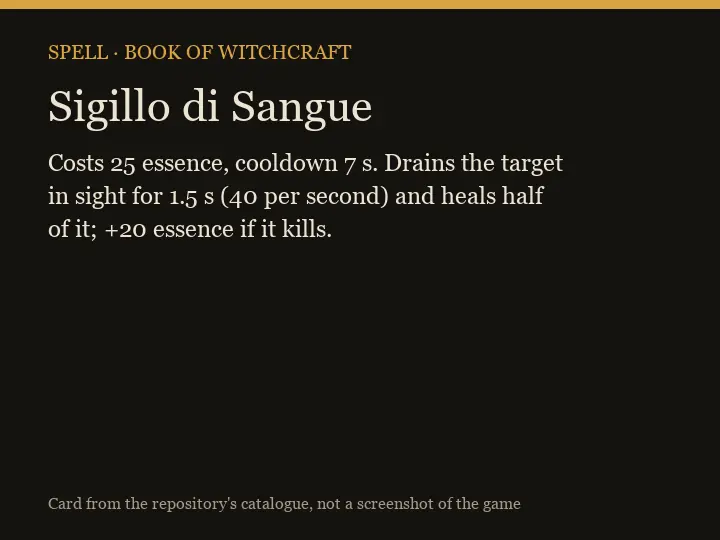 SPELL · BOOK OF WITCHCRAFT
Sigillo di Sangue
Costs 25 essence, cooldown 7 s. Drains the target
in sight for 1.5 s (40 per second) and heals half
of it; +20 essence if it kills.
Card from the repository's catalogue, not a screenshot of the game